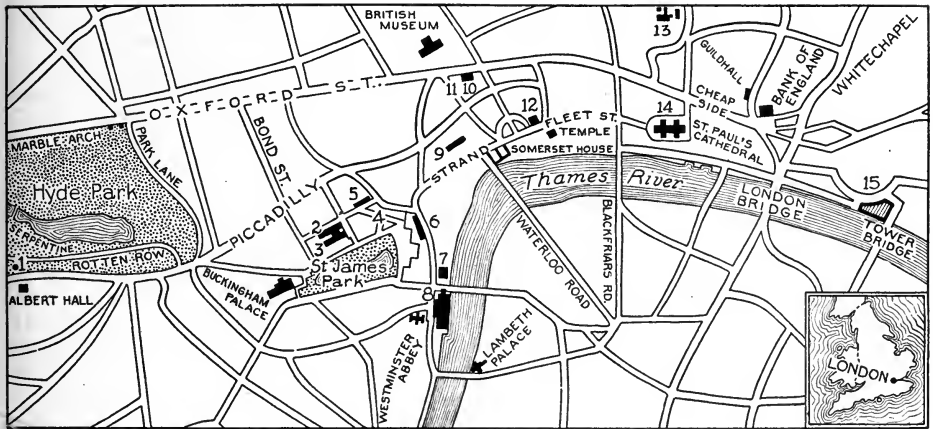 BRITISH
MUSEUM
13
GUILDHALL
BANK OF
ENGLAND
WHITECHAPEL
OXFORD ST.
11 10
12
CHEAP
SIDE
14
MARBLE ARCH
PARK LANE
BOND ST.
9
FLEET ST.
TEMPLE
ST. PAUL'S
CATHEDRAL
STRAND
SOMERSET HOUSE
Hyde Park
PICCADILLY
5
Thames River
15
SERPENTINE
2
4
6
LONDON
BRIDGE
TOWER
BRIDGE
ROTTEN ROW
3
1
St James
Park
7
WATERLOO ROAD
BLACKFRIARS RD.
ALBERT HALL
BUCKINGHAM
PALACE
8
WESTMINSTER
ABBEY
LAMBETH
PALACE
LONDON